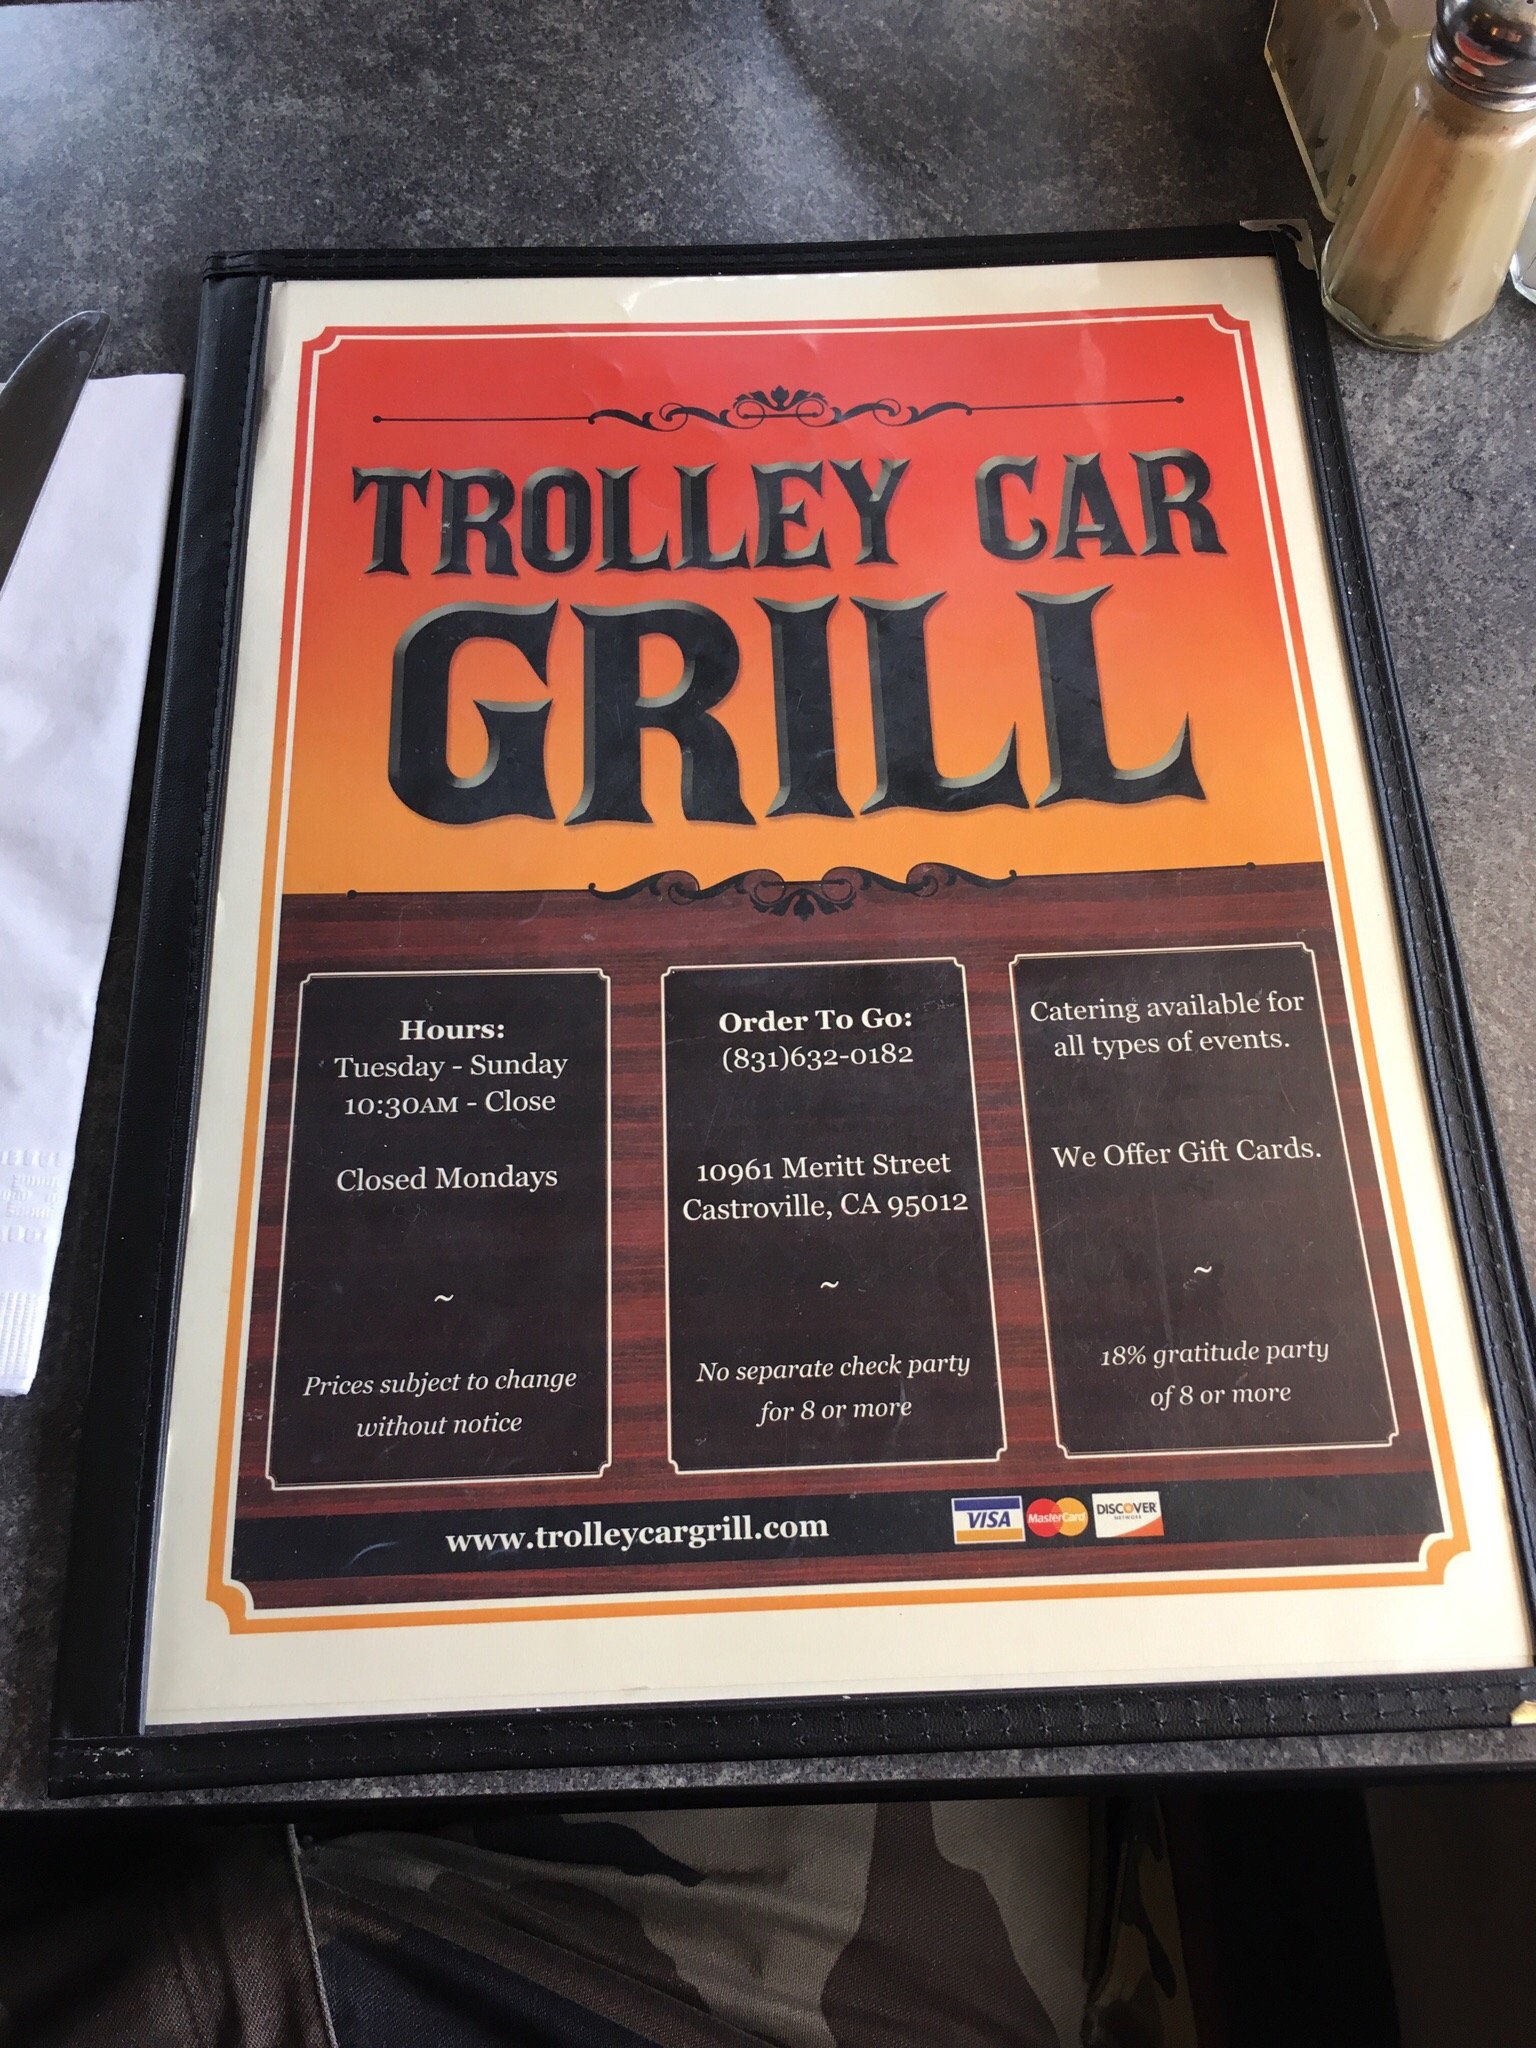 TROLLEY CAR
GRILL
Hours:
Tuesday - Sunday
10:30AM - Close
Closed Mondays
~
Prices subject to change
without notice
Order To Go:
(831)632-0182
10961 Meritt Street
Castroville, CA 95012
~
No separate check party
for 8 or more
Catering available for
all types of events.
We Offer Gift Cards.
~
18% gratitude party
of 8 or more
www.trolleycargrill.com
VISA MasterCard DISCOVER
NETWORK